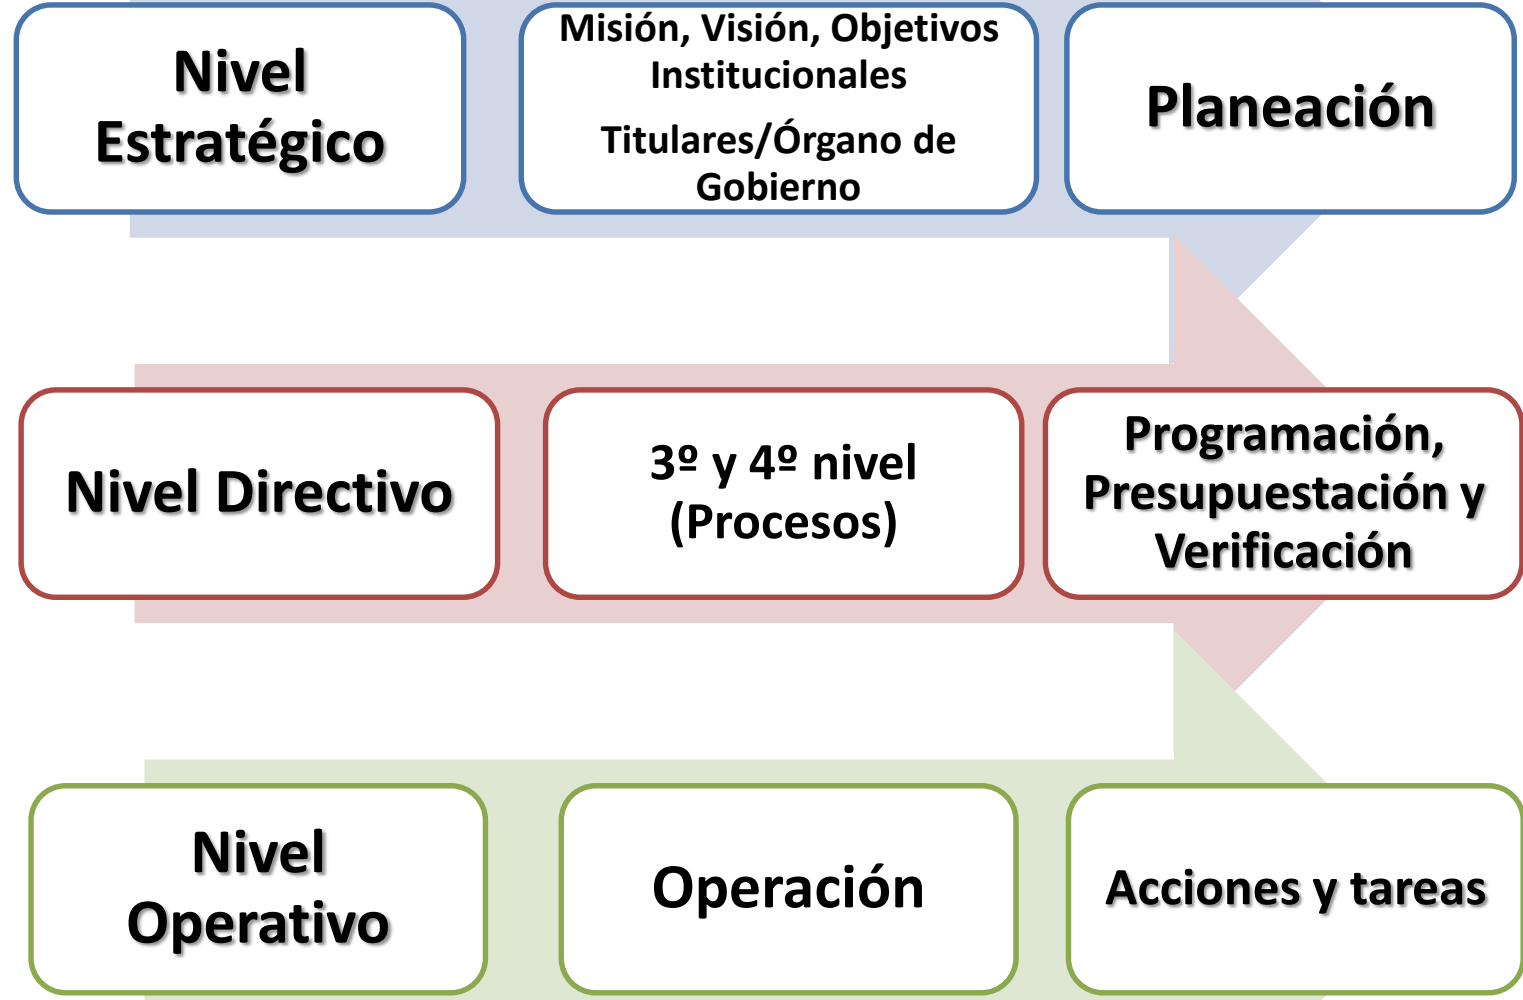 Nivel
Estratégico
Misión, Visión, Objetivos
Institucionales
Titulares/Órgano de
Gobierno
Planeación
Nivel Directivo
3º y 4º nivel
(Procesos)
Programación,
Presupuestación y
Verificación
Nivel
Operativo
Operación
Acciones y tareas